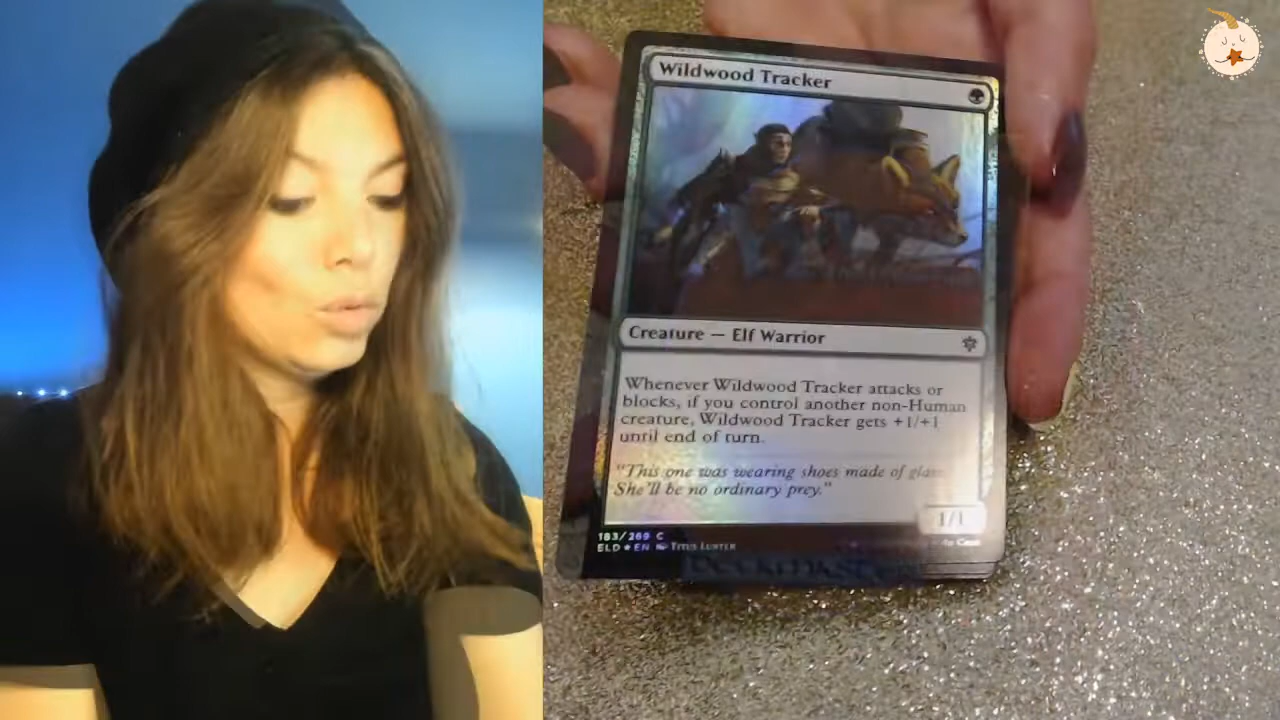 Wildwood Tracker
Creature — Elf Warrior
Whenever Wildwood Tracker attacks or
blocks, if you control another non-Human
creature, Wildwood Tracker gets +1/+1
until end of turn.
"This one was wearing shoes made of
She'll be no ordinary prey."
1/1
183/269 C
ELD★EN